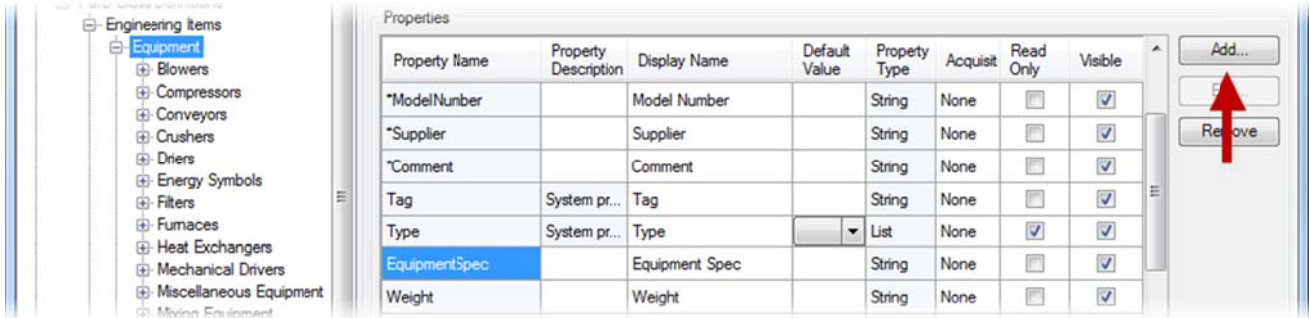 Engineering Items
Equipment
Blowers
Compressors
Conveyors
Crushers
Driers
Energy Symbols
Filters
Furnaces
Heat Exchangers
Mechanical Drivers
Miscellaneous Equipment
Mixing Equipment
Properties
Property Name Property Description Display Name Default Value Property Type Acquisit Read Only Visible
*ModelNunber Model Number String None
*Supplier Supplier String None
*Comment Comment String None
Tag System pr... Tag String None
Type System pr... Type List None
EquipmentSpec Equipment Spec String None
Weight Weight String None
Add...
Remove